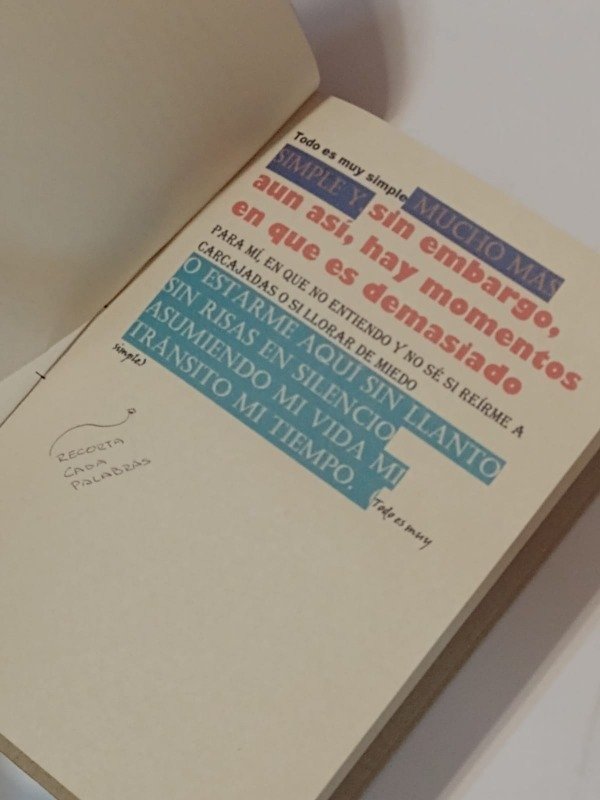 Todo es muy simple MUCHO MÁS
SIMPLE Y sin embargo,
aun así, hay momentos
en que es demasiado
PARA MÍ, EN QUE NO ENTIENDO Y NO SÉ SI REÍRME A
CARCAJADAS O SI LLORAR DE MIEDO
O ESTARME AQUÍ SIN LLANTO
SIN RISAS EN SILENCIO
ASUMIENDO MI VIDA MI
TRÁNSITO MI TIEMPO.
(Todo es muy
simple)
RECORTA
CADA
PALABRAS